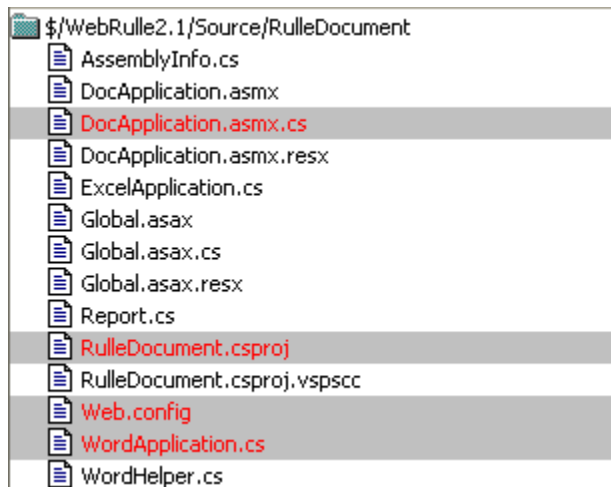 $/WebRulle2.1/Source/RulleDocument
AssemblyInfo.cs
DocApplication.asmx
DocApplication.asmx.cs
DocApplication.asmx.resx
ExcelApplication.cs
Global.asax
Global.asax.cs
Global.asax.resx
Report.cs
RulleDocument.csproj
RulleDocument.csproj.vspscc
Web.config
WordApplication.cs
WordHelper.cs